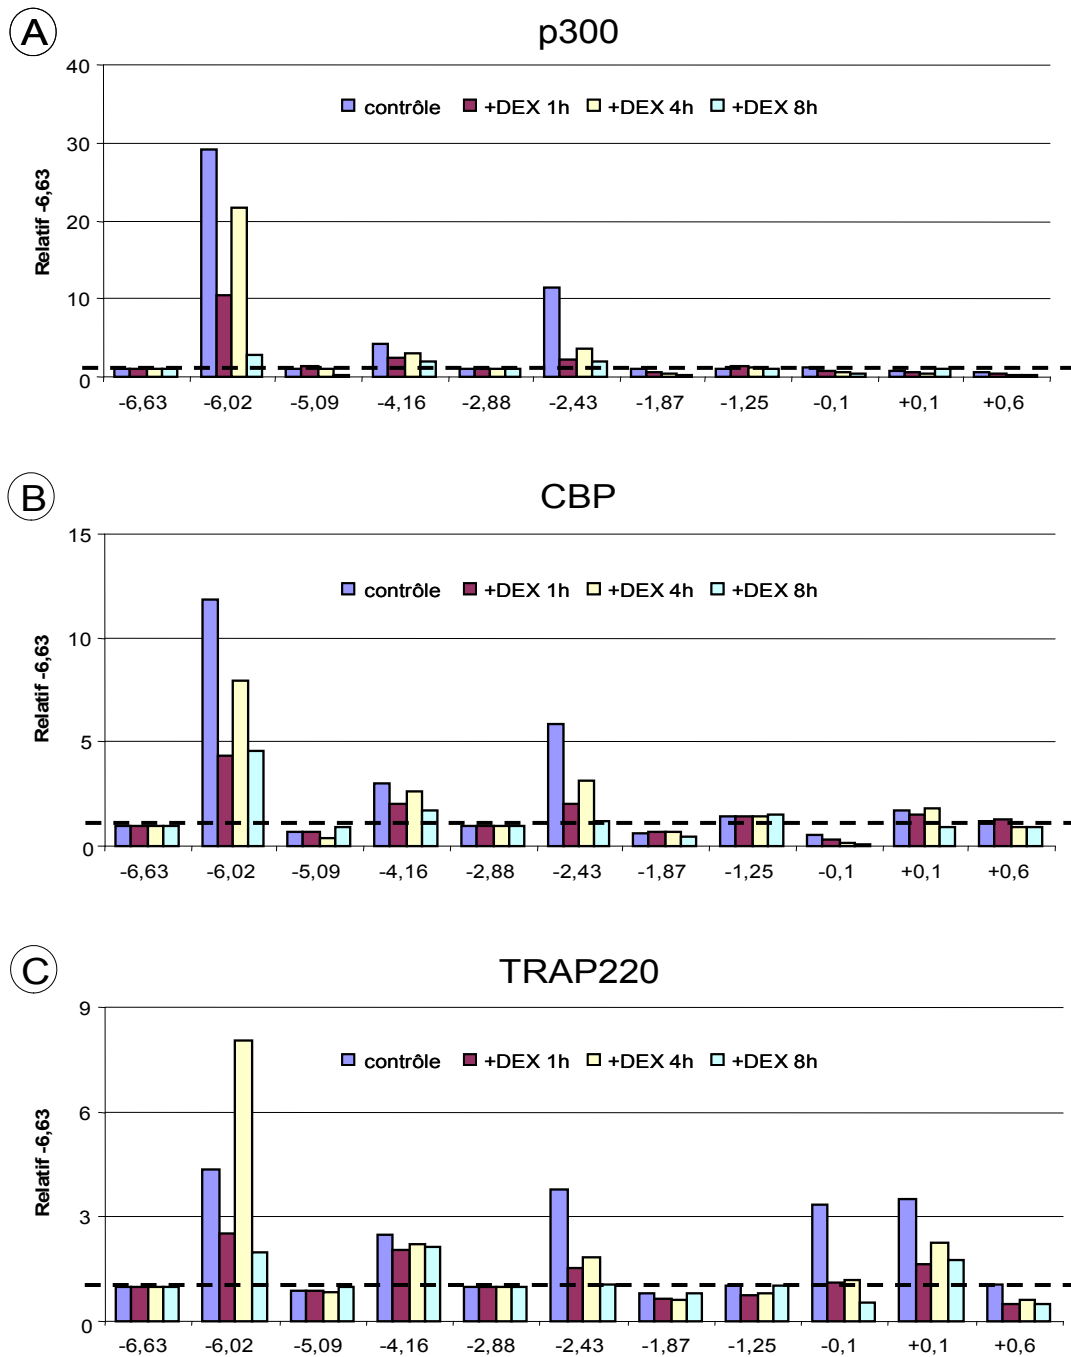 A
p300
40
contrôle +DEX 1h +DEX 4h +DEX 8h
30
Relatif -6,63
20
10
0
-6,63 -6,02 -5,09 -4,16 -2,88 -2,43 -1,87 -1,25 -0,1 +0,1 +0,6
B
CBP
15
contrôle +DEX 1h +DEX 4h +DEX 8h
10
Relatif -6,63
5
0
-6,63 -6,02 -5,09 -4,16 -2,88 -2,43 -1,87 -1,25 -0,1 +0,1 +0,6
C
TRAP220
9
contrôle +DEX 1h +DEX 4h +DEX 8h
6
Relatif -6,63
3
0
-6,63 -6,02 -5,09 -4,16 -2,88 -2,43 -1,87 -1,25 -0,1 +0,1 +0,6